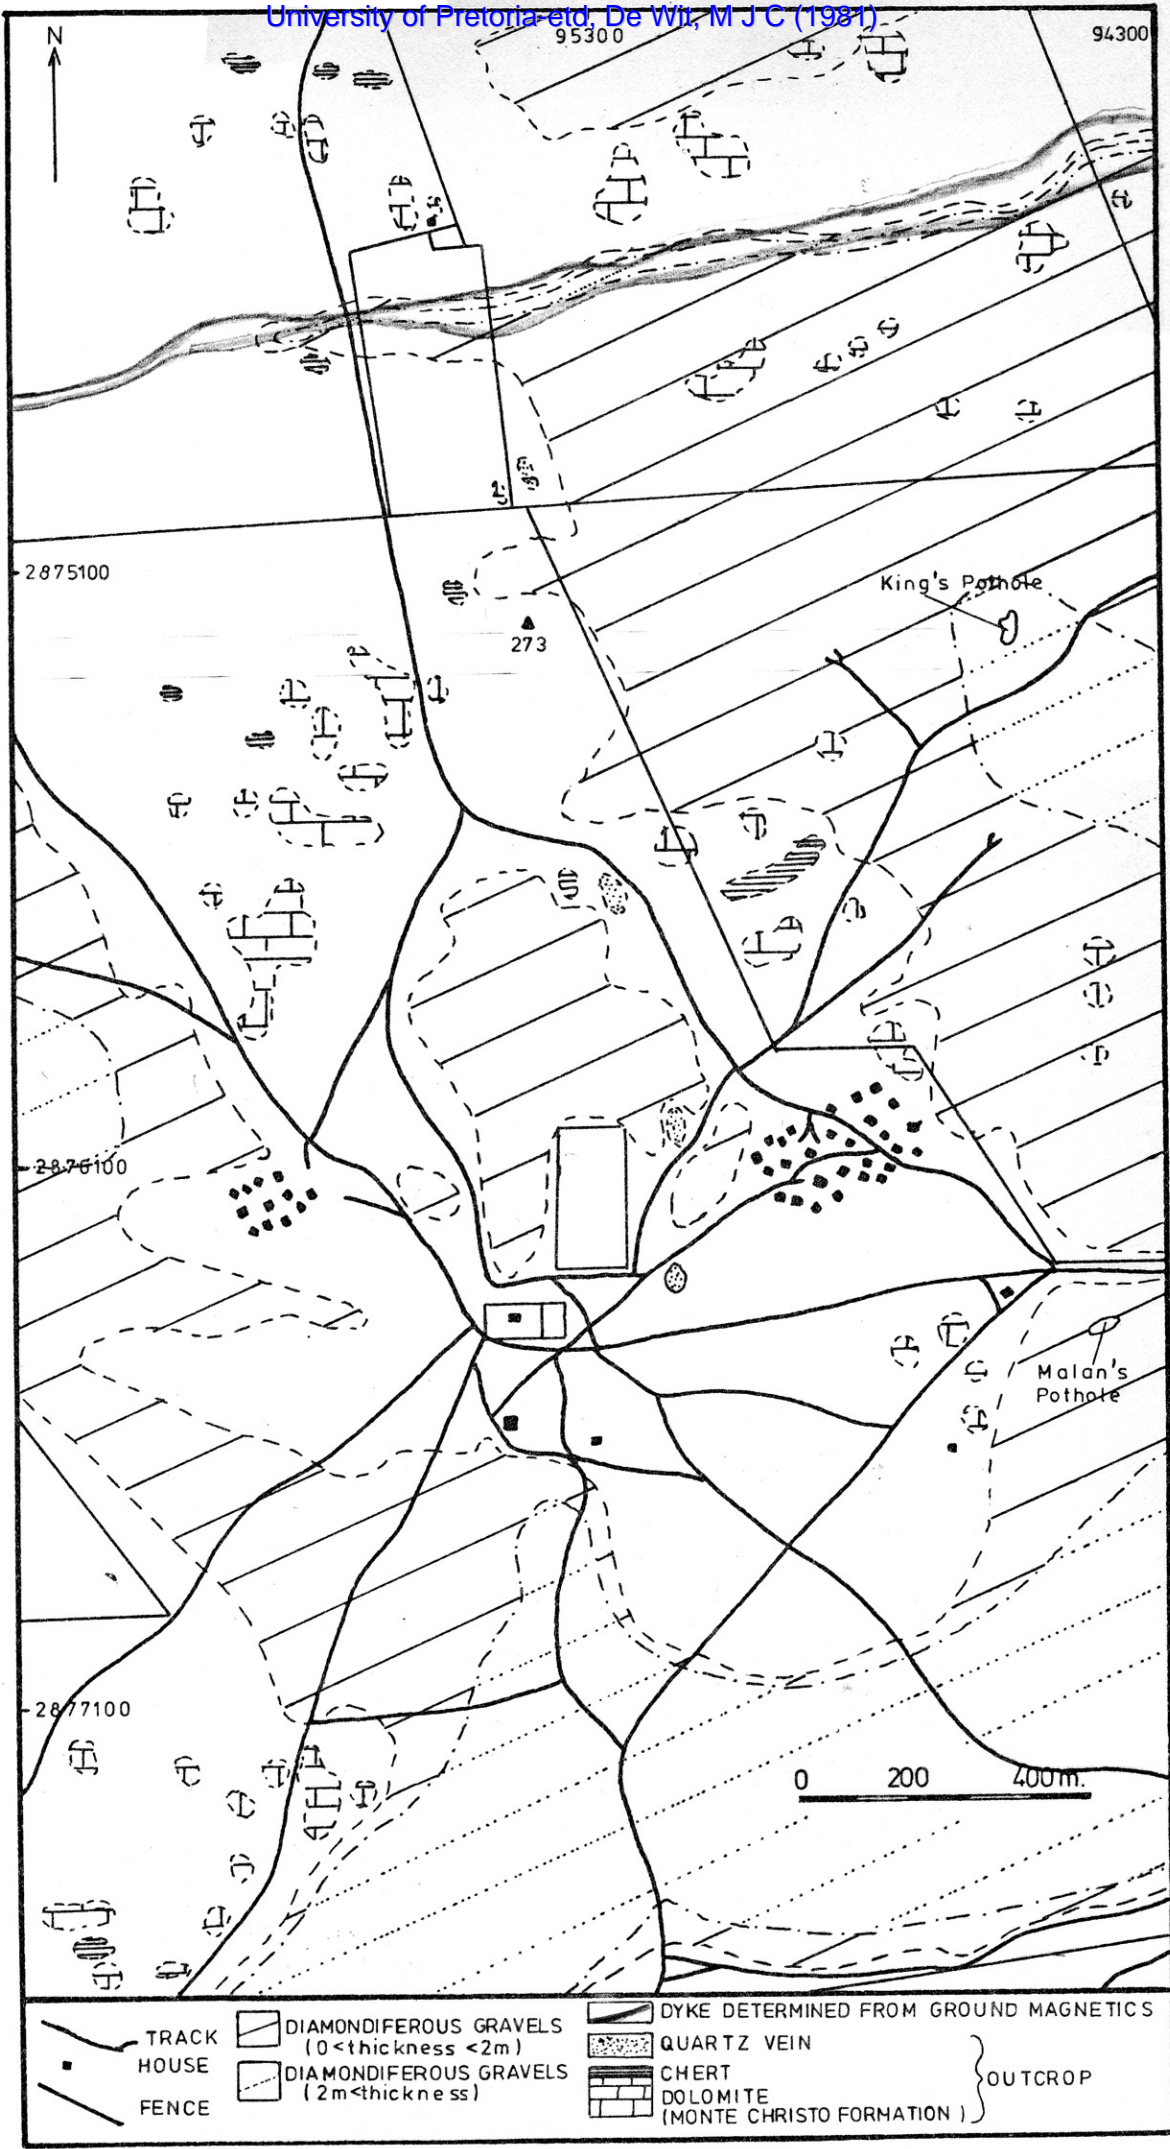 University of Pretoria etd, De Wit, M J C (1981)
N
95300
94300
2875100
King's Pothole
273
2876100
Malan's
Pothole
2877100
0 200 400m.
TRACK
HOUSE
FENCE
DIAMONDIFEROUS GRAVELS
(0<thickness <2m)
DIAMONDIFEROUS GRAVELS
(2m<thickness)
DYKE DETERMINED FROM GROUND MAGNETICS
QUARTZ VEIN
CHERT
DOLOMITE
(MONTE CHRISTO FORMATION)
OUTCROP